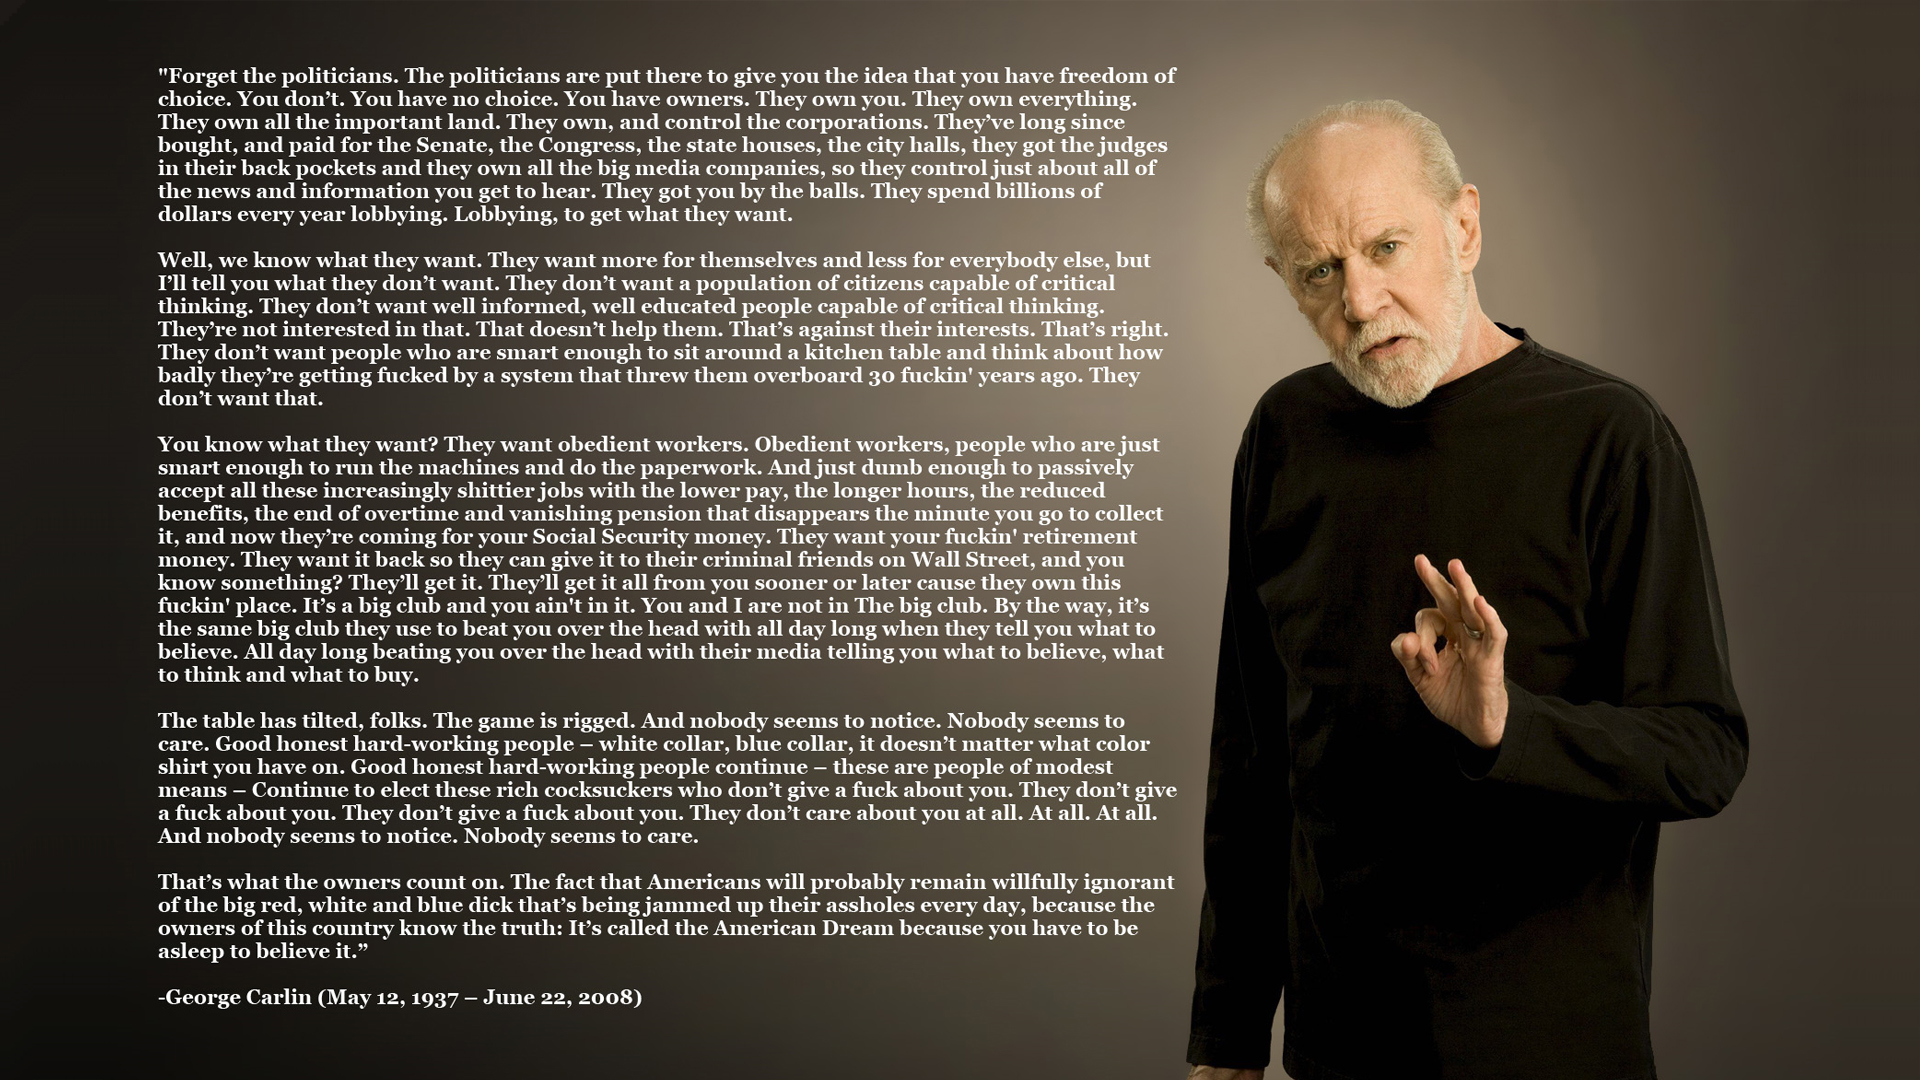 "Forget the politicians. The politicians are put there to give you the idea that you have freedom of
choice. You don’t. You have no choice. You have owners. They own you. They own everything.
They own all the important land. They own, and control the corporations. They’ve long since
bought, and paid for the Senate, the Congress, the state houses, the city halls, they got the judges
in their back pockets and they own all the big media companies, so they control just about all of
the news and information you get to hear. They got you by the balls. They spend billions of
dollars every year lobbying. Lobbying, to get what they want.
Well, we know what they want. They want more for themselves and less for everybody else, but
I’ll tell you what they don’t want. They don’t want a population of citizens capable of critical
thinking. They don’t want well informed, well educated people capable of critical thinking.
They’re not interested in that. That doesn’t help them. That’s against their interests. That’s right.
They don’t want people who are smart enough to sit around a kitchen table and think about how
badly they’re getting fucked by a system that threw them overboard 30 fuckin' years ago. They
don’t want that.
You know what they want? They want obedient workers. Obedient workers, people who are just
smart enough to run the machines and do the paperwork. And just dumb enough to passively
accept all these increasingly shittier jobs with the lower pay, the longer hours, the reduced
benefits, the end of overtime and vanishing pension that disappears the minute you go to collect
it, and now they’re coming for your Social Security money. They want your fuckin' retirement
money. They want it back so they can give it to their criminal friends on Wall Street, and you
know something? They’ll get it. They’ll get it all from you sooner or later cause they own this
fuckin' place. It’s a big club and you ain't in it. You and I are not in The big club. By the way, it’s
the same big club they use to beat you over the head with all day long when they tell you what to
believe. All day long beating you over the head with their media telling you what to believe, what
to think and what to buy.
The table has tilted, folks. The game is rigged. And nobody seems to notice. Nobody seems to
care. Good honest hard-working people – white collar, blue collar, it doesn’t matter what color
shirt you have on. Good honest hard-working people continue – these are people of modest
means – Continue to elect these rich cocksuckers who don’t give a fuck about you. They don’t give
a fuck about you. They don’t give a fuck about you. They don’t care about you at all. At all. At all.
And nobody seems to notice. Nobody seems to care.
That’s what the owners count on. The fact that Americans will probably remain willfully ignorant
of the big red, white and blue dick that’s being jammed up their assholes every day, because the
owners of this country know the truth: It’s called the American Dream because you have to be
asleep to believe it.”
-George Carlin (May 12, 1937 – June 22, 2008)